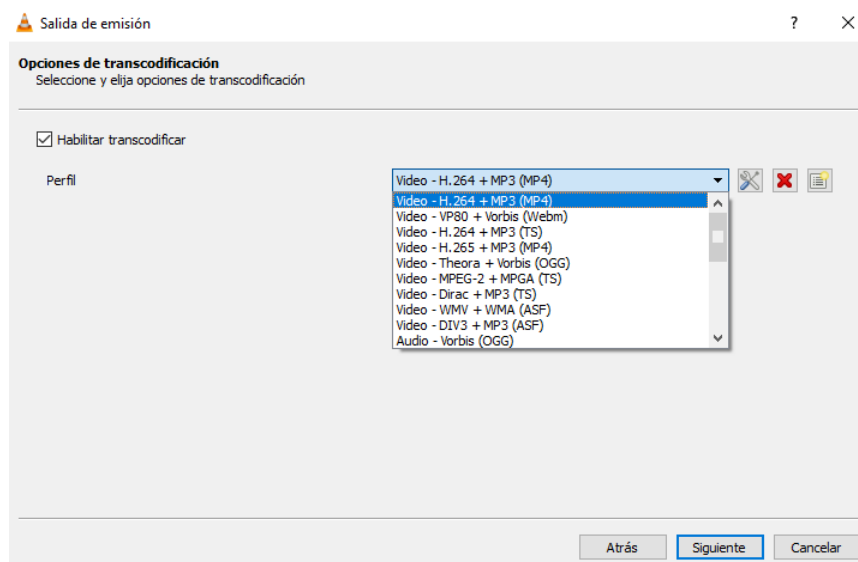 Salida de emisión
?
Opciones de transcodificación
Seleccione y elija opciones de transcodificación
Habilitar transcodificar
Perfil
Video - H.264 + MP3 (MP4)
Video - H.264 + MP3 (MP4)
Video - VP80 + Vorbis (Webm)
Video - H.264 + MP3 (TS)
Video - H.265 + MP3 (MP4)
Video - Theora + Vorbis (OGG)
Video - MPEG-2 + MPGA (TS)
Video - Dirac + MP3 (TS)
Video - WMV + WMA (ASF)
Video - DIV3 + MP3 (ASF)
Audio - Vorbis (OGG)
Atrás
Siguiente
Cancelar